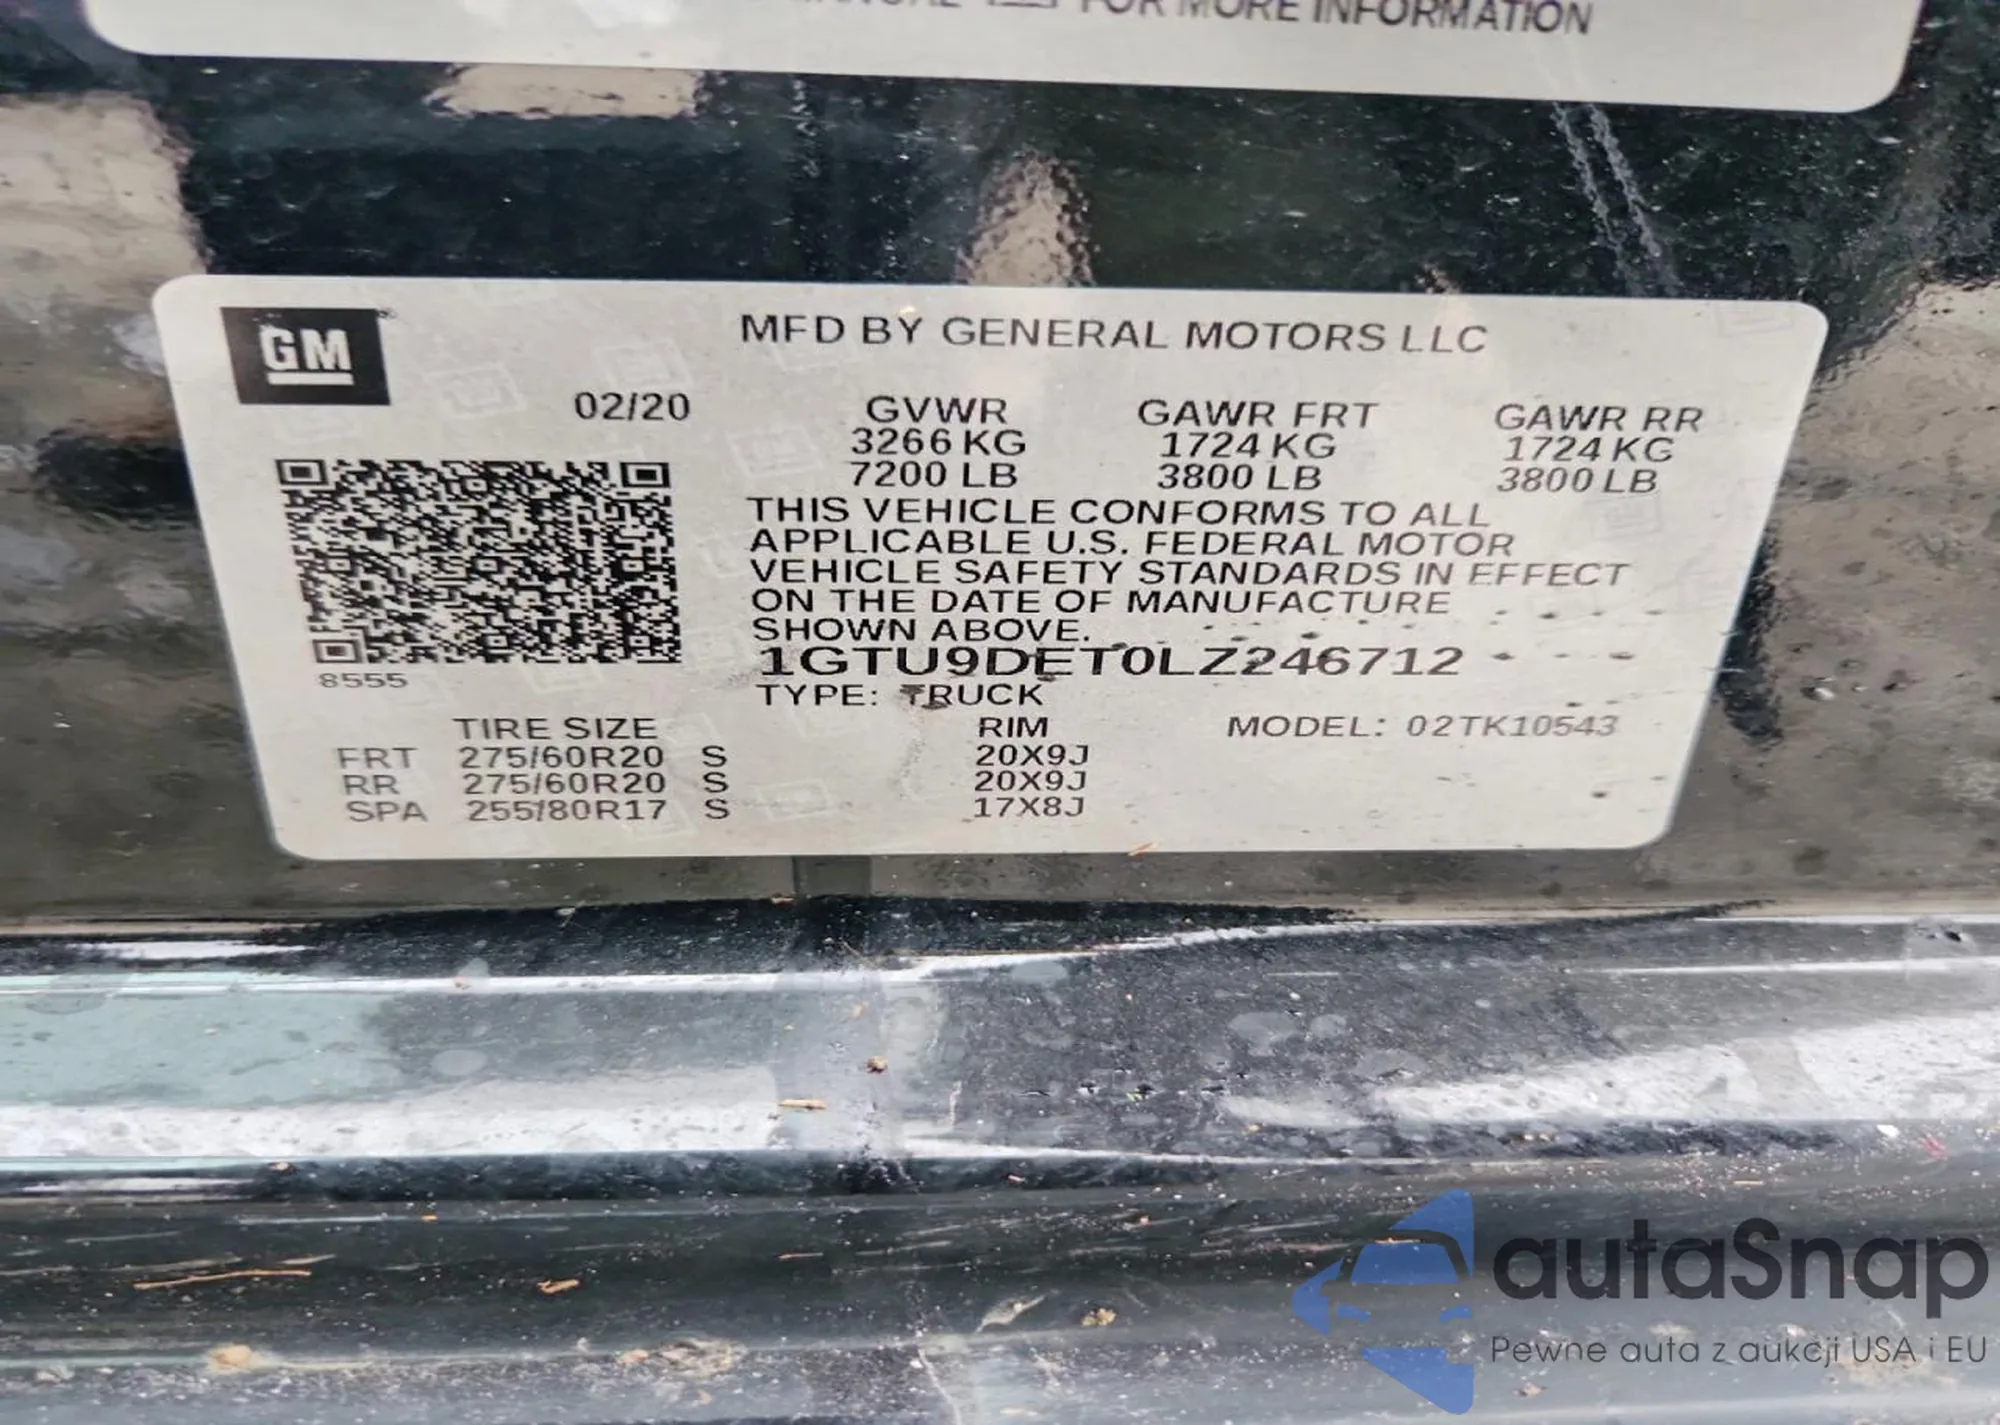 FOR MORE INFORMATION
GM
MFD BY GENERAL MOTORS LLC
02/20 GVWR GAWR FRT GAWR RR
3266 KG 1724 KG 1724 KG
7200 LB 3800 LB 3800 LB
THIS VEHICLE CONFORMS TO ALL
APPLICABLE U.S. FEDERAL MOTOR
VEHICLE SAFETY STANDARDS IN EFFECT
ON THE DATE OF MANUFACTURE
SHOWN ABOVE.
1GTU9DET0LZ246712
8555
TYPE: TRUCK
TIRE SIZE RIM MODEL: 02TK10543
FRT 275/60R20 S 20X9J
RR 275/60R20 S 20X9J
SPA 255/80R17 S 17X8J
autaSnap
Pewne auta z aukcji USA i EU